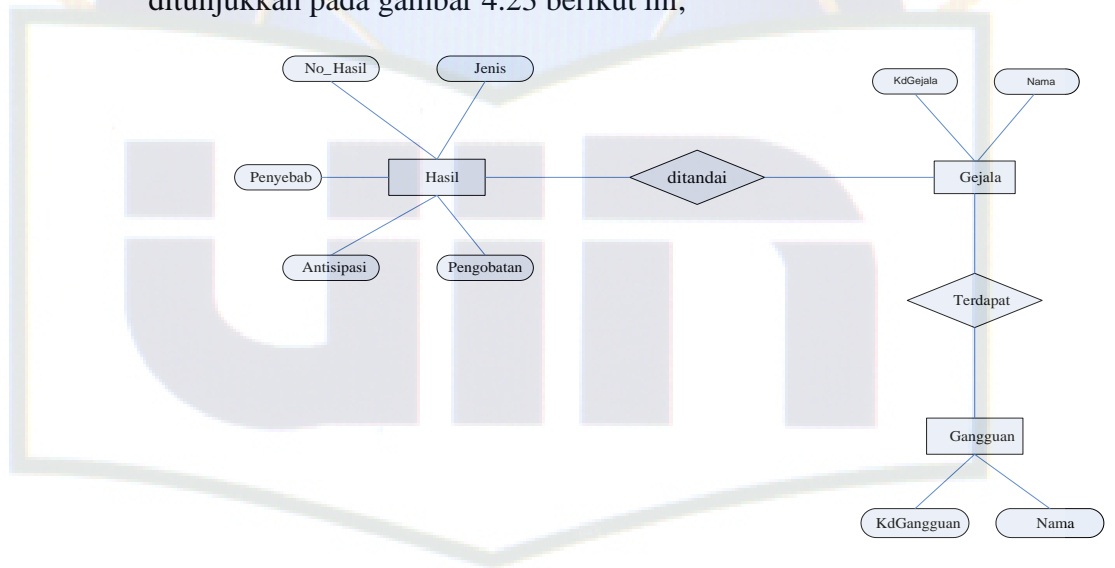 ditunjukkan pada gambar 4.23 berikut ini,
No_Hasil
Jenis
KdGejala
Nama
Penyebab
Hasil
ditandai
Gejala
Antisipasi
Pengobatan
Terdapat
Gangguan
KdGangguan
Nama
uin